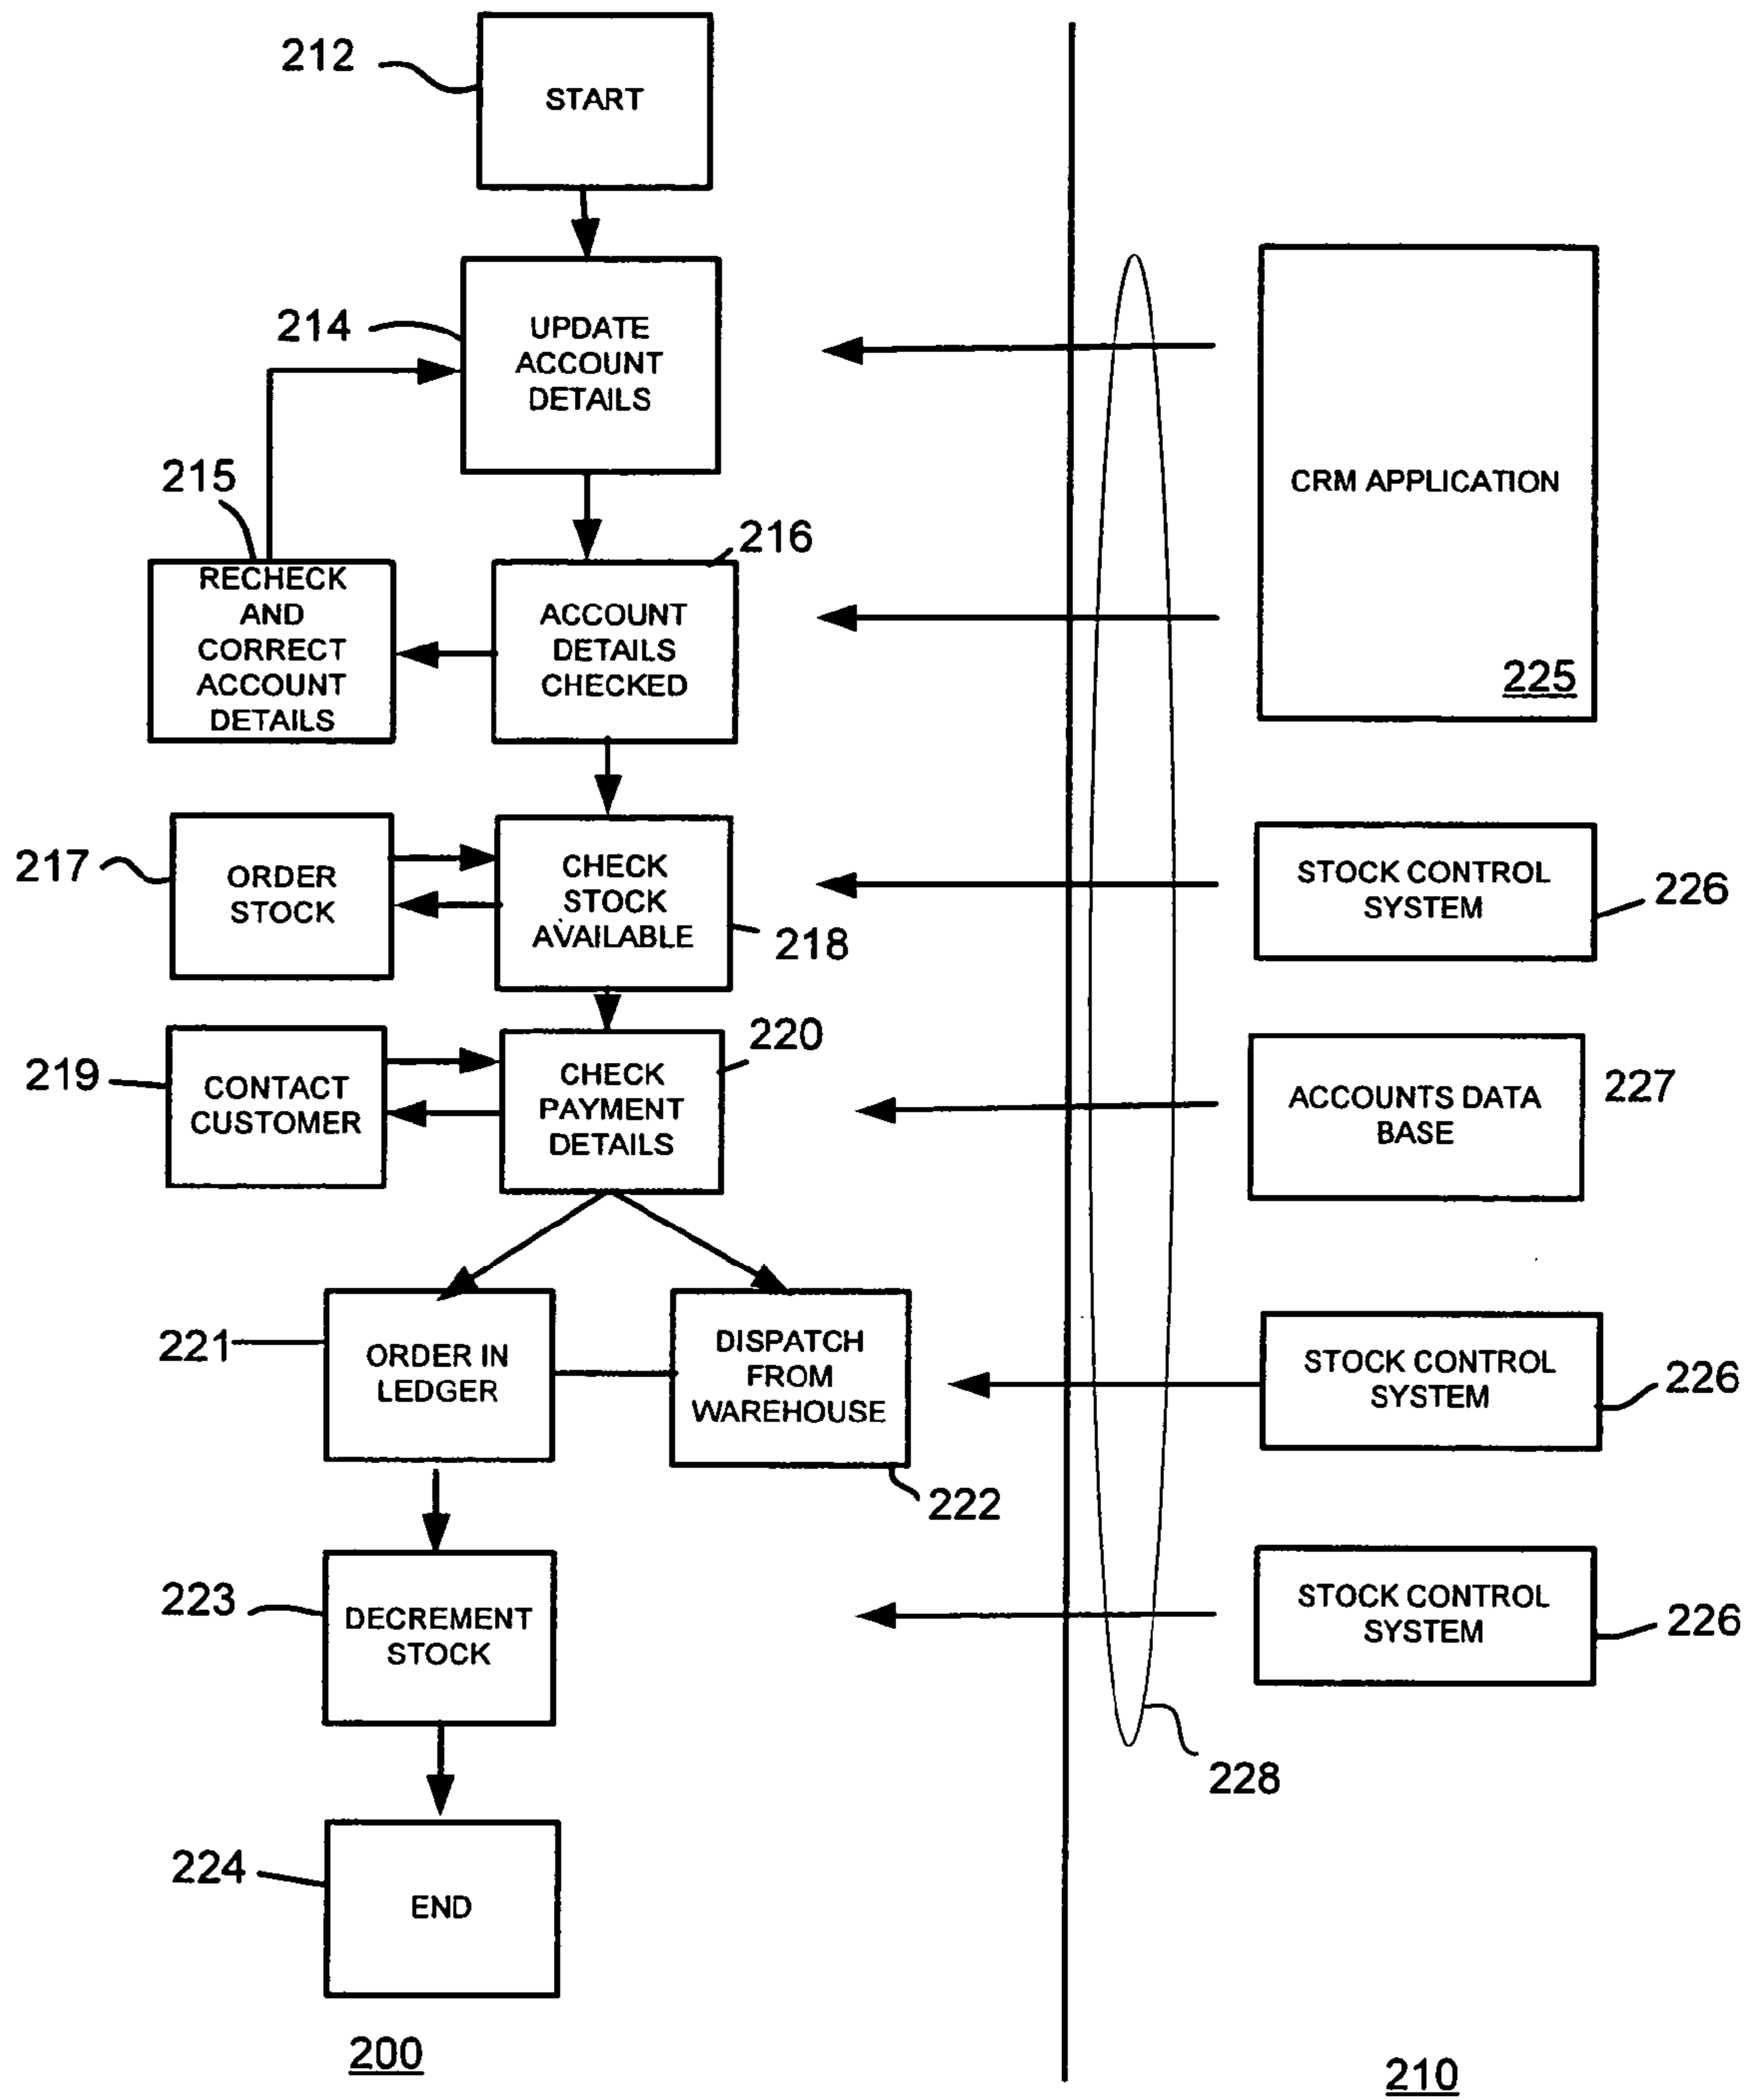 212
START
214
UPDATE
ACCOUNT
DETAILS
215
RECHECK
AND
CORRECT
ACCOUNT
DETAILS
216
ACCOUNT
DETAILS
CHECKED
CRM APPLICATION
225
217
ORDER
STOCK
CHECK
STOCK
AVAILABLE
218
STOCK CONTROL
SYSTEM
226
219
CONTACT
CUSTOMER
CHECK
PAYMENT
DETAILS
220
ACCOUNTS DATA
BASE
227
221
ORDER IN
LEDGER
DISPATCH
FROM
WAREHOUSE
222
STOCK CONTROL
SYSTEM
226
223
DECREMENT
STOCK
STOCK CONTROL
SYSTEM
226
228
224
END
200
210